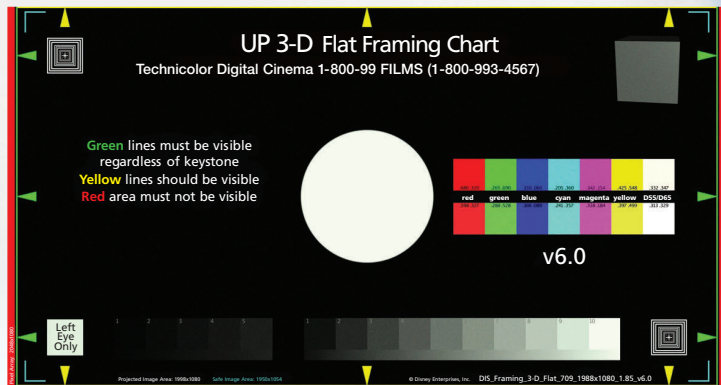 UP 3-D Flat Framing Chart
Technicolor Digital Cinema 1-800-99 FILMS (1-800-993-4567)
Green lines must be visible
regardless of keystone
Yellow lines should be visible
Red area must not be visible
red green blue cyan magenta yellow D55/D65
v6.0
Left
Eye
Only
1 2 3 4 5
1 2 3 4 5 6 7 8 9 10
Pixel Array 2048x1080
Projected Image Area: 1998x1080 Safe Image Area: 1950x1054
© Disney Enterprises, Inc. DIS_Framing_3-D_Flat_709_1988x1080_1.85_v6.0